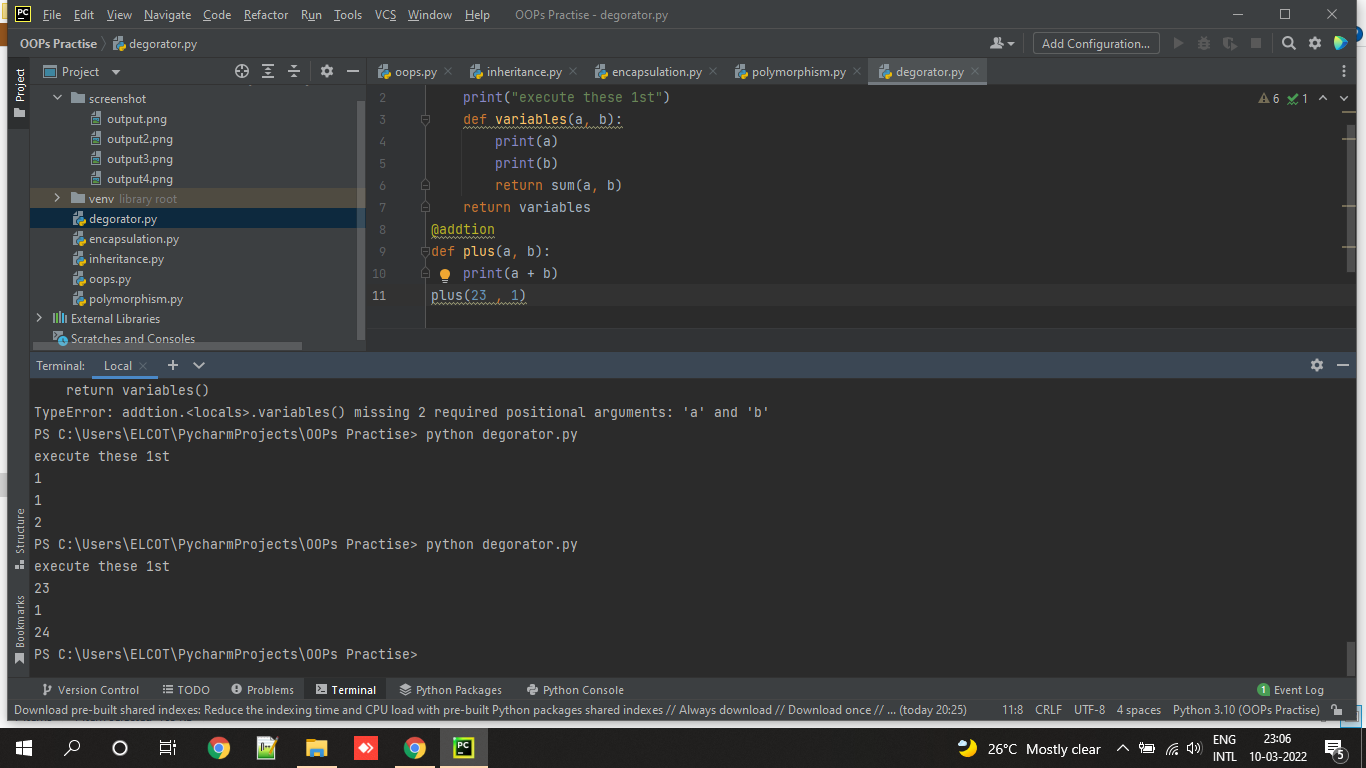 PC File Edit View Navigate Code Refactor Run Tools VCS Window Help OOPs Practise - degorator.py
OOPs Practise degorator.py Add Configuration...
Project
Project
oops.py inheritance.py encapsulation.py polymorphism.py degorator.py
screenshot
output.png
output2.png
output3.png
output4.png
venv library root
degorator.py
encapsulation.py
inheritance.py
oops.py
polymorphism.py
External Libraries
Scratches and Consoles
6 1
2 print("execute these 1st")
3 def variables(a, b):
4 print(a)
5 print(b)
6 return sum(a, b)
7 return variables
8 @addtion
9 def plus(a, b):
10 print(a + b)
11 plus(23 , 1)
Terminal: Local
return variables()
TypeError: addtion.<locals>.variables() missing 2 required positional arguments: 'a' and 'b'
PS C:\Users\ELCOT\PycharmProjects\OOPs Practise> python degorator.py
execute these 1st
1
1
2
PS C:\Users\ELCOT\PycharmProjects\OOPs Practise> python degorator.py
execute these 1st
23
1
24
PS C:\Users\ELCOT\PycharmProjects\OOPs Practise>
Structure
Bookmarks
Version Control TODO Problems Terminal Python Packages Python Console 1 Event Log
Download pre-built shared indexes: Reduce the indexing time and CPU load with pre-built Python packages shared indexes // Always download // Download once // ... (today 20:25) 11:8 CRLF UTF-8 4 spaces Python 3.10 (OOPs Practise)
PC
26°C Mostly clear
ENG
INTL
23:06
10-03-2022
5